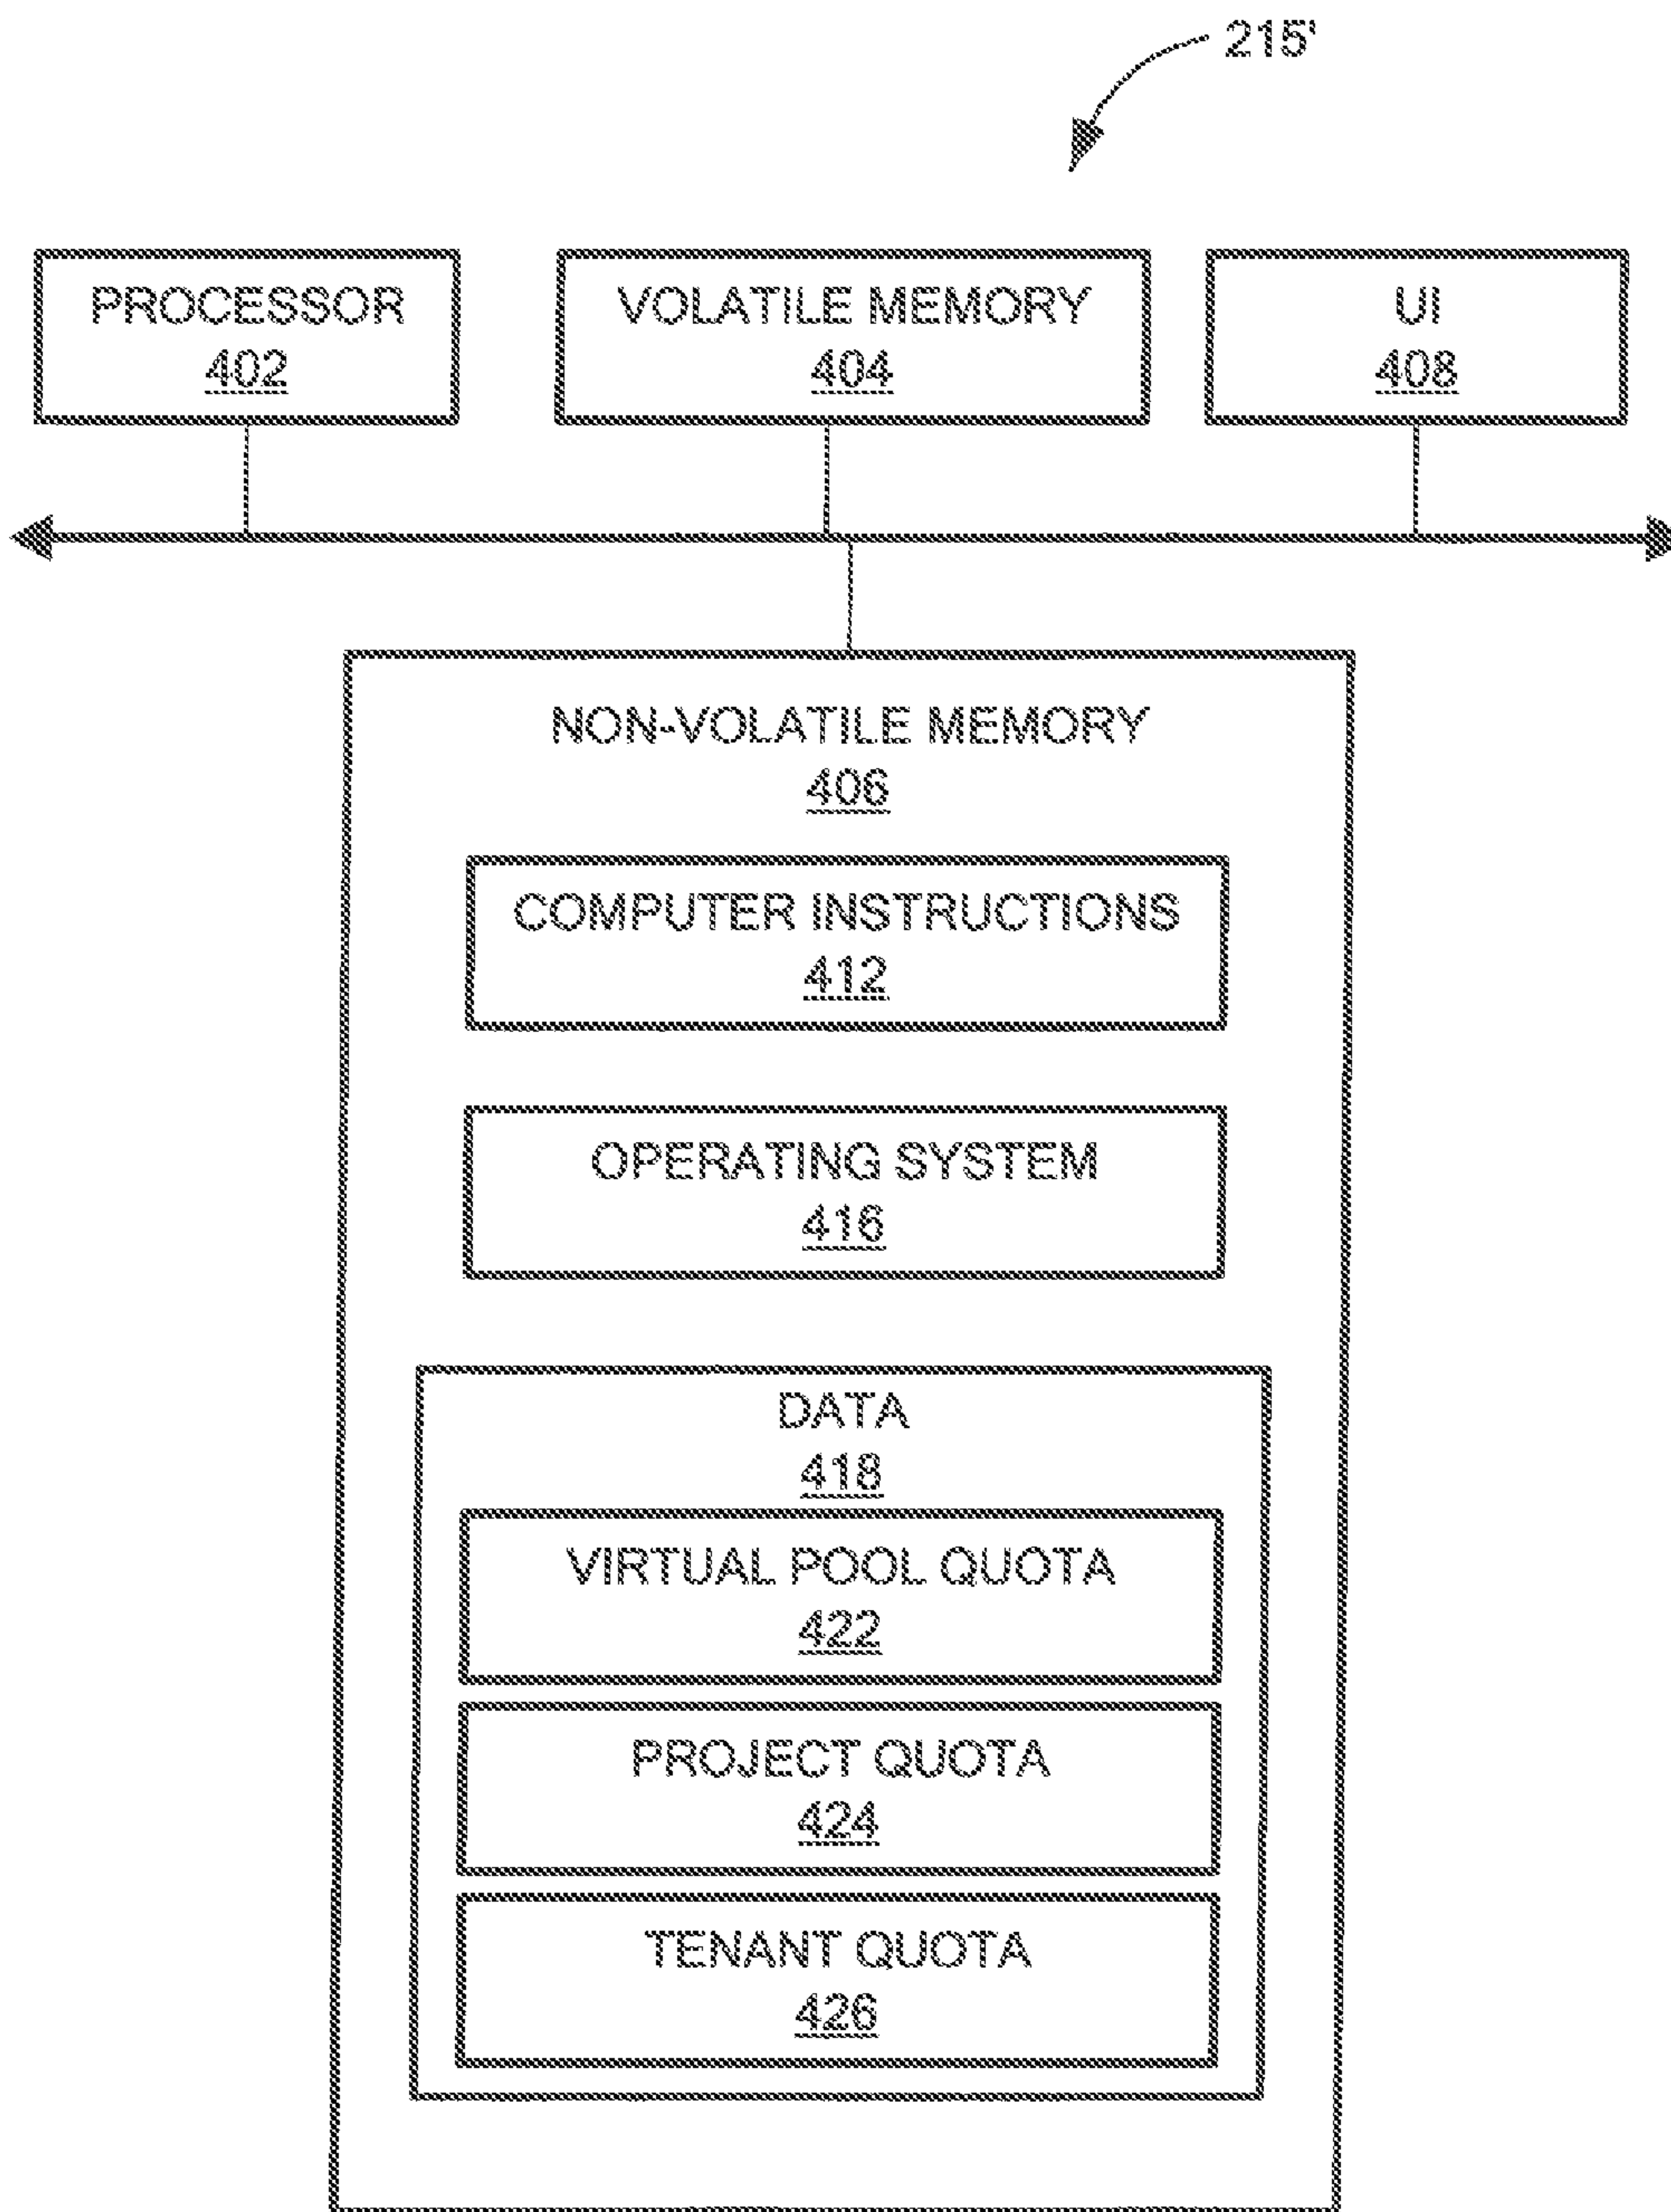 215'
PROCESSOR
402
VOLATILE MEMORY
404
UI
408
NON-VOLATILE MEMORY
406
COMPUTER INSTRUCTIONS
412
OPERATING SYSTEM
416
DATA
418
VIRTUAL POOL QUOTA
422
PROJECT QUOTA
424
TENANT QUOTA
426